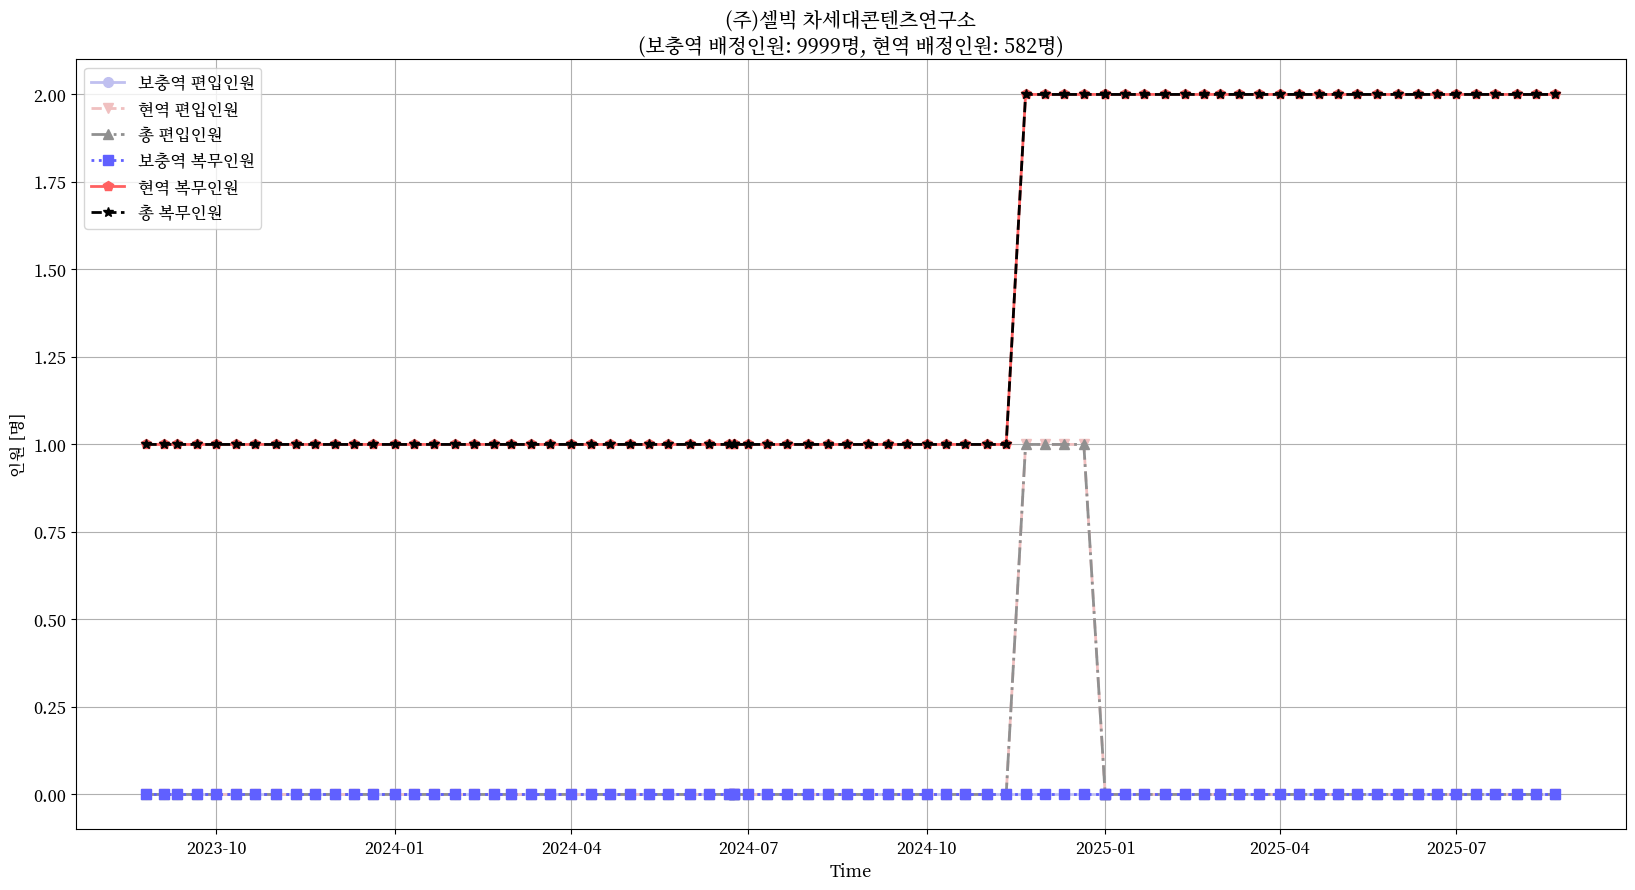 (주)셀빅 차세대콘텐츠연구소
(보충역 배정인원: 9999명, 현역 배정인원: 582명)
보충역 편입인원
현역 편입인원
총 편입인원
보충역 복무인원
현역 복무인원
총 복무인원
인원 [명]
2.00
1.75
1.50
1.25
1.00
0.75
0.50
0.25
0.00
2023-10
2024-01
2024-04
2024-07
2024-10
2025-01
2025-04
2025-07
Time